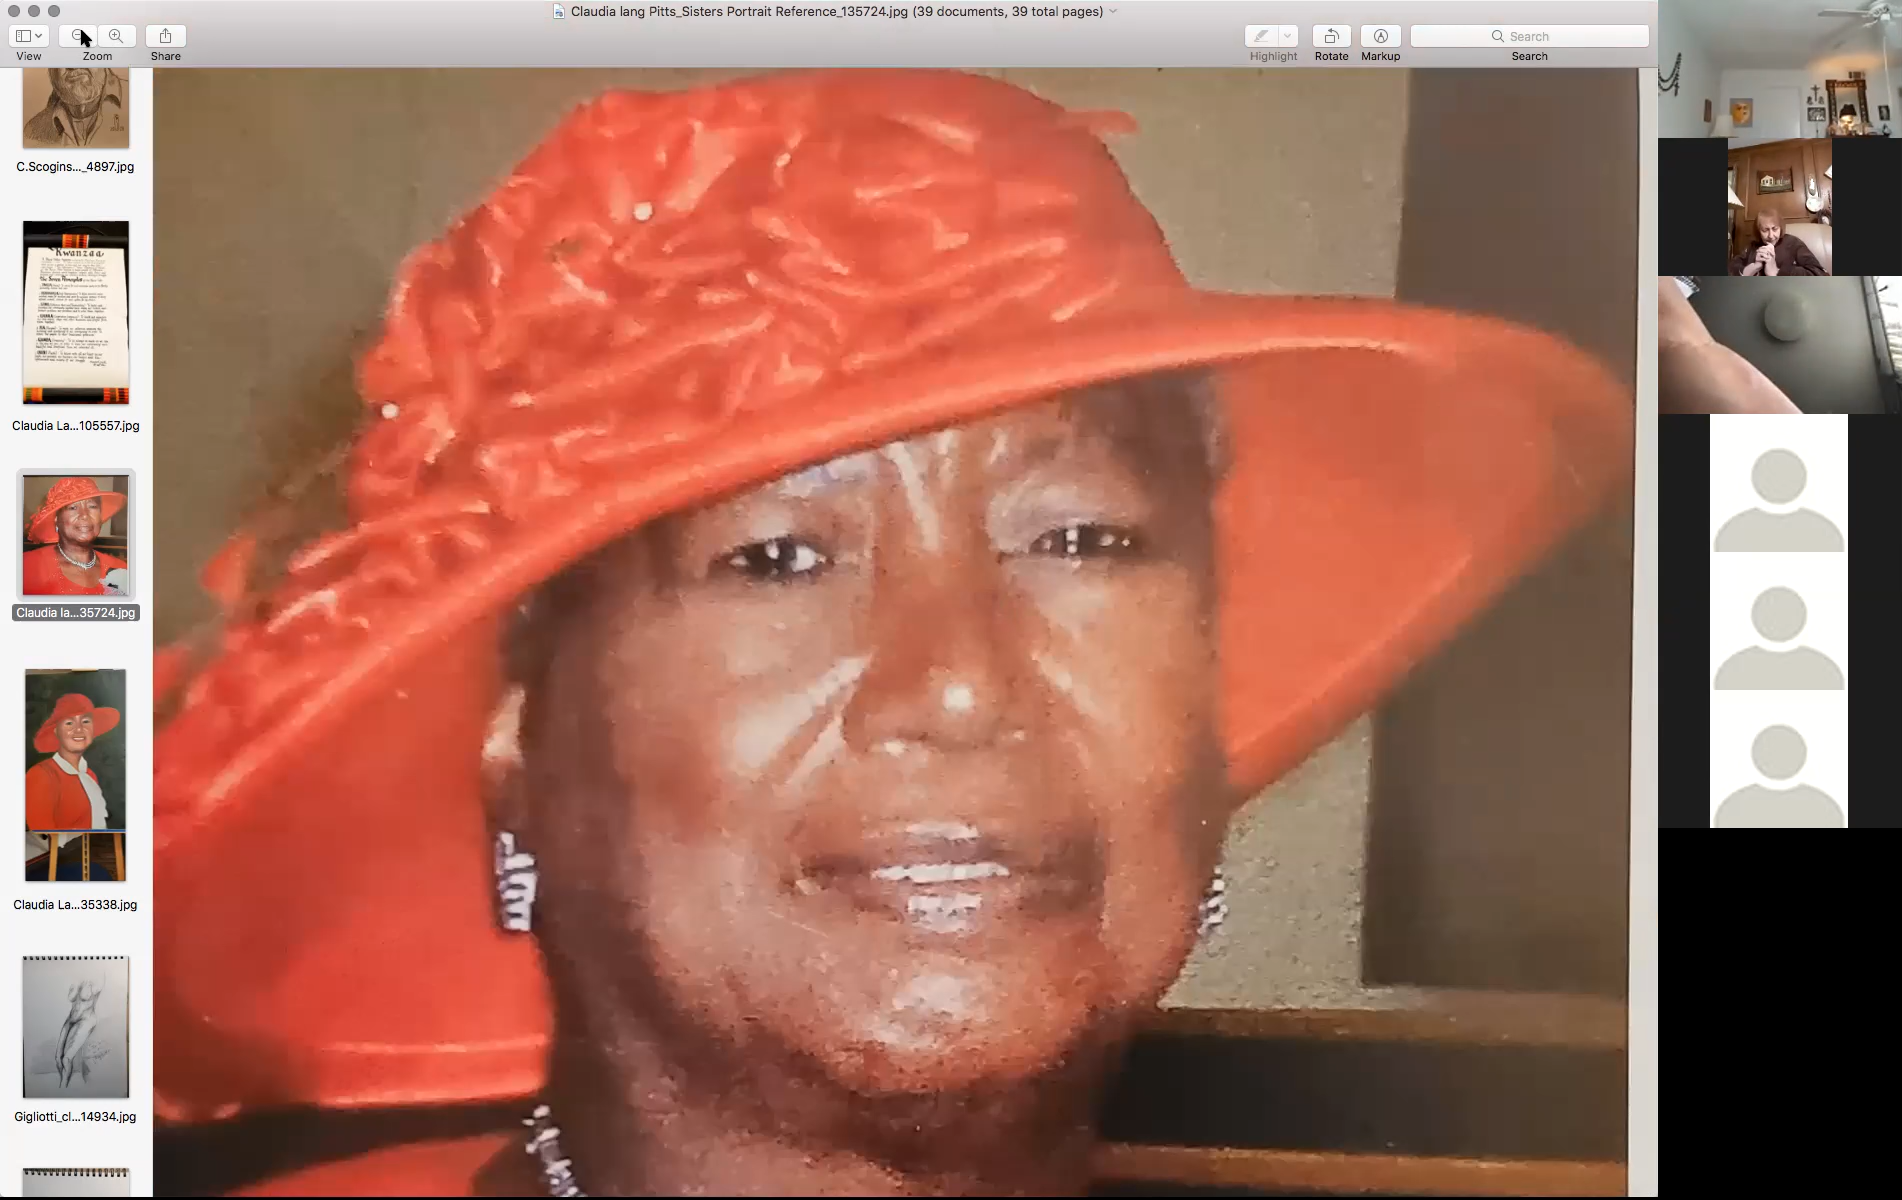 Claudia lang Pitts_Sisters Portrait Reference_135724.jpg (39 documents, 39 total pages)
View
Zoom
Share
Highlight
Rotate
Markup
Search
Search
C.Scogins..._4897.jpg
Kwanzaa
Claudia La...105557.jpg
Claudia la...35724.jpg
Claudia La...35338.jpg
Gigliotti_cl...14934.jpg